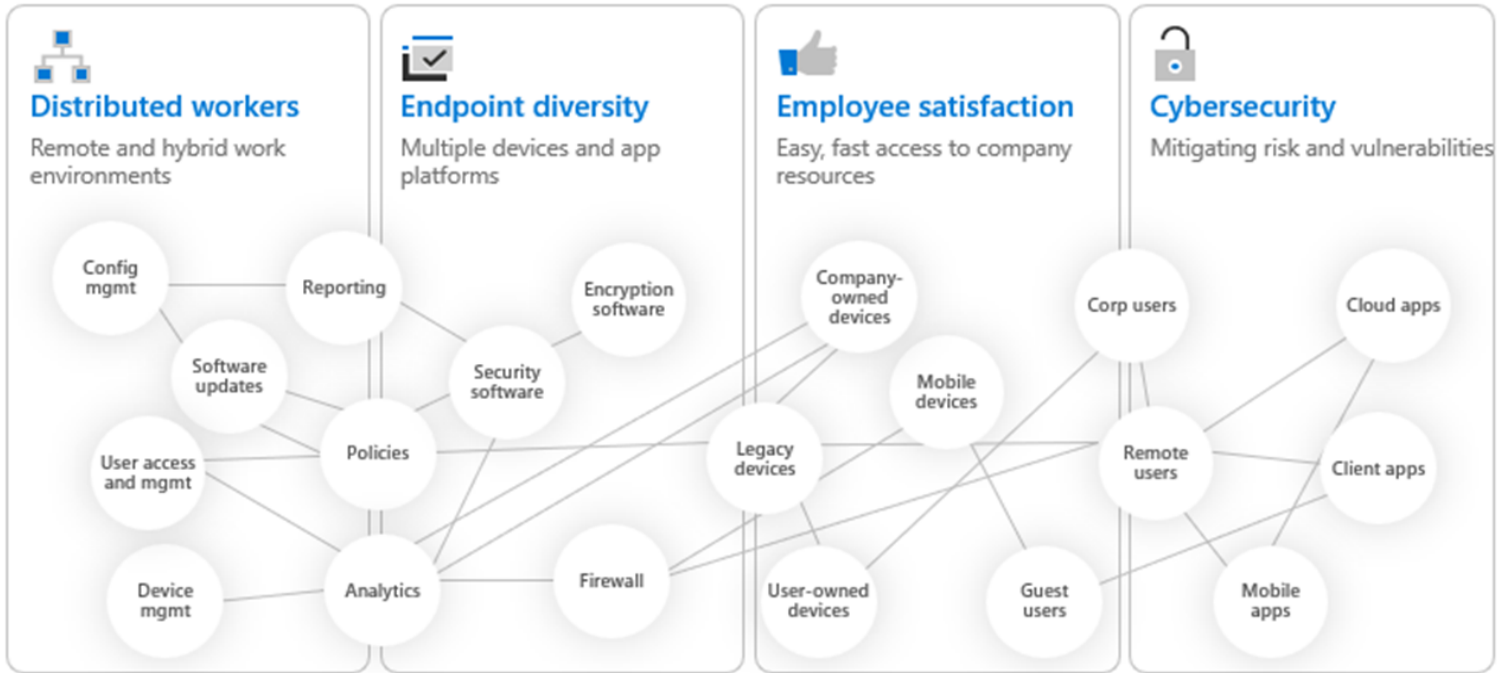 Distributed workers
Remote and hybrid work
environments
Endpoint diversity
Multiple devices and app
platforms
Employee satisfaction
Easy, fast access to company
resources
Cybersecurity
Mitigating risk and vulnerabilities
Config
mgmt
Reporting
Software
updates
User access
and mgmt
Policies
Device
mgmt
Analytics
Encryption
software
Security
software
Firewall
Company-
owned
devices
Mobile
devices
Legacy
devices
User-owned
devices
Guest
users
Corp users
Remote
users
Cloud apps
Client apps
Mobile
apps